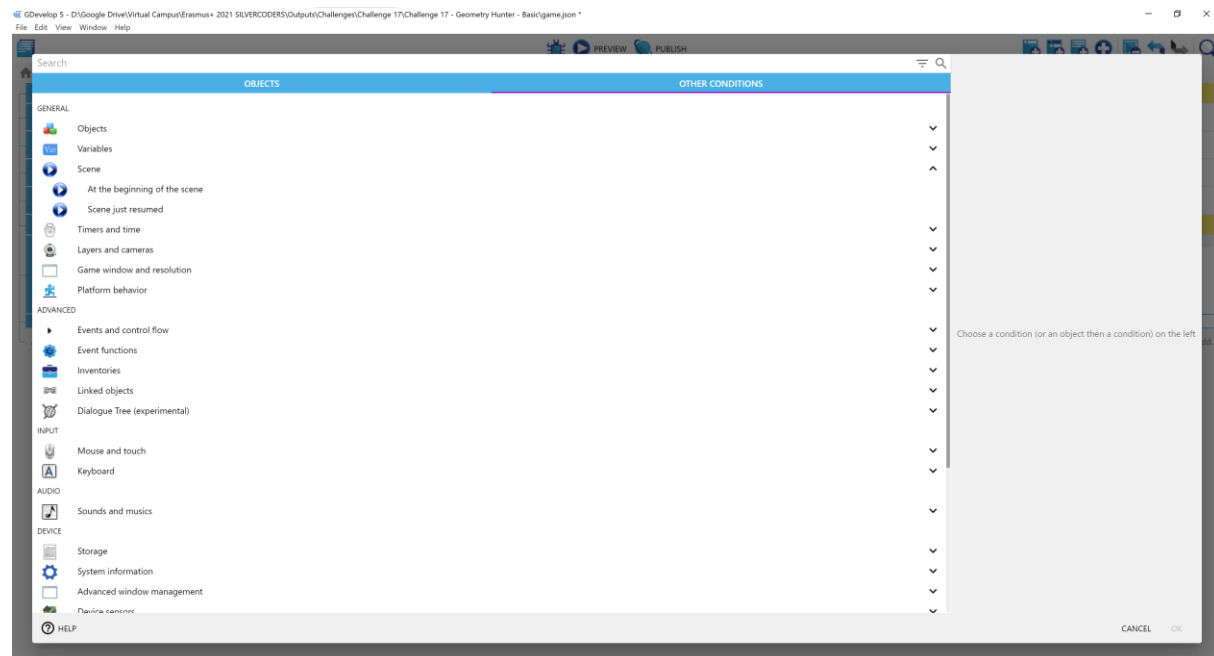 GDevelop 5 - D:\Google Drive\Virtual Campus\Erasmus+ 2021 SILVERCODERS\Outputs\Challenges\Challenge 17\Challenge 17 - Geometry Hunter - Basic\game.json *
File Edit View Window Help
PREVIEW PUBLISH
Search
OBJECTS OTHER CONDITIONS
GENERAL
Objects
Var Variables
Scene
At the beginning of the scene
Scene just resumed
Timers and time
Layers and cameras
Game window and resolution
Platform behavior
ADVANCED
Events and control flow
Choose a condition (or an object then a condition) on the left
Event functions
Inventories
Linked objects
Dialogue Tree (experimental)
INPUT
Mouse and touch
A Keyboard
AUDIO
Sounds and musics
DEVICE
Storage
System information
Advanced window management
Device sensors
? HELP CANCEL OK